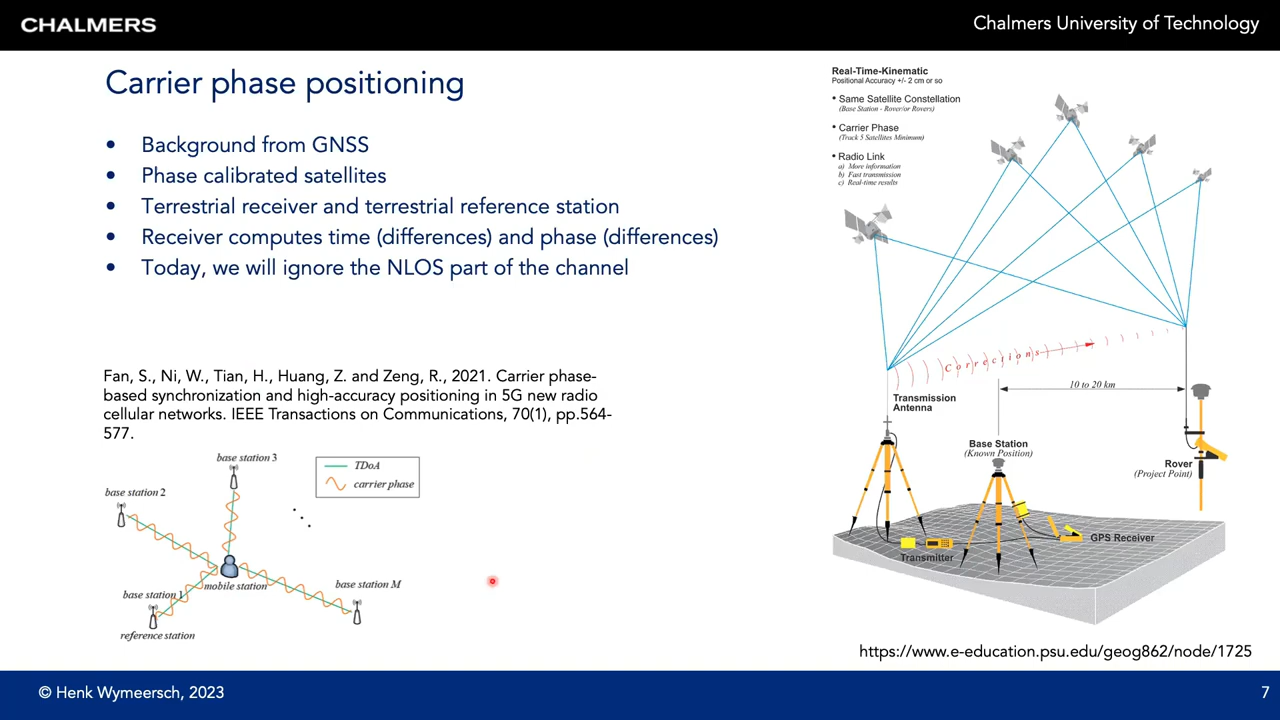 CHALMERS
Chalmers University of Technology
Carrier phase positioning
• Background from GNSS
• Phase calibrated satellites
• Terrestrial receiver and terrestrial reference station
• Receiver computes time (differences) and phase (differences)
• Today, we will ignore the NLOS part of the channel
Fan, S., Ni, W., Tian, H., Huang, Z. and Zeng, R., 2021. Carrier phase-
based synchronization and high-accuracy positioning in 5G new radio
cellular networks. IEEE Transactions on Communications, 70(1), pp.564-
577.
base station 3
TDoA
carrier phase
base station 2
mobile station
base station 1
reference station
base station M
Real-Time-Kinematic
Positional Accuracy +/- 2 cm or so
• Same Satellite Constellation
(Base Station - Rover/or Rovers)
• Carrier Phase
(Track 5 Satellites Minimum)
• Radio Link
a) More information
b) Fast transmission
c) Real-time results
Corrections
10 to 20 km
Transmission
Antenna
Base Station
(Known Position)
Rover
(Project Point)
GPS Receiver
Transmitter
https://www.e-education.psu.edu/geog862/node/1725
© Henk Wymeersch, 2023
7